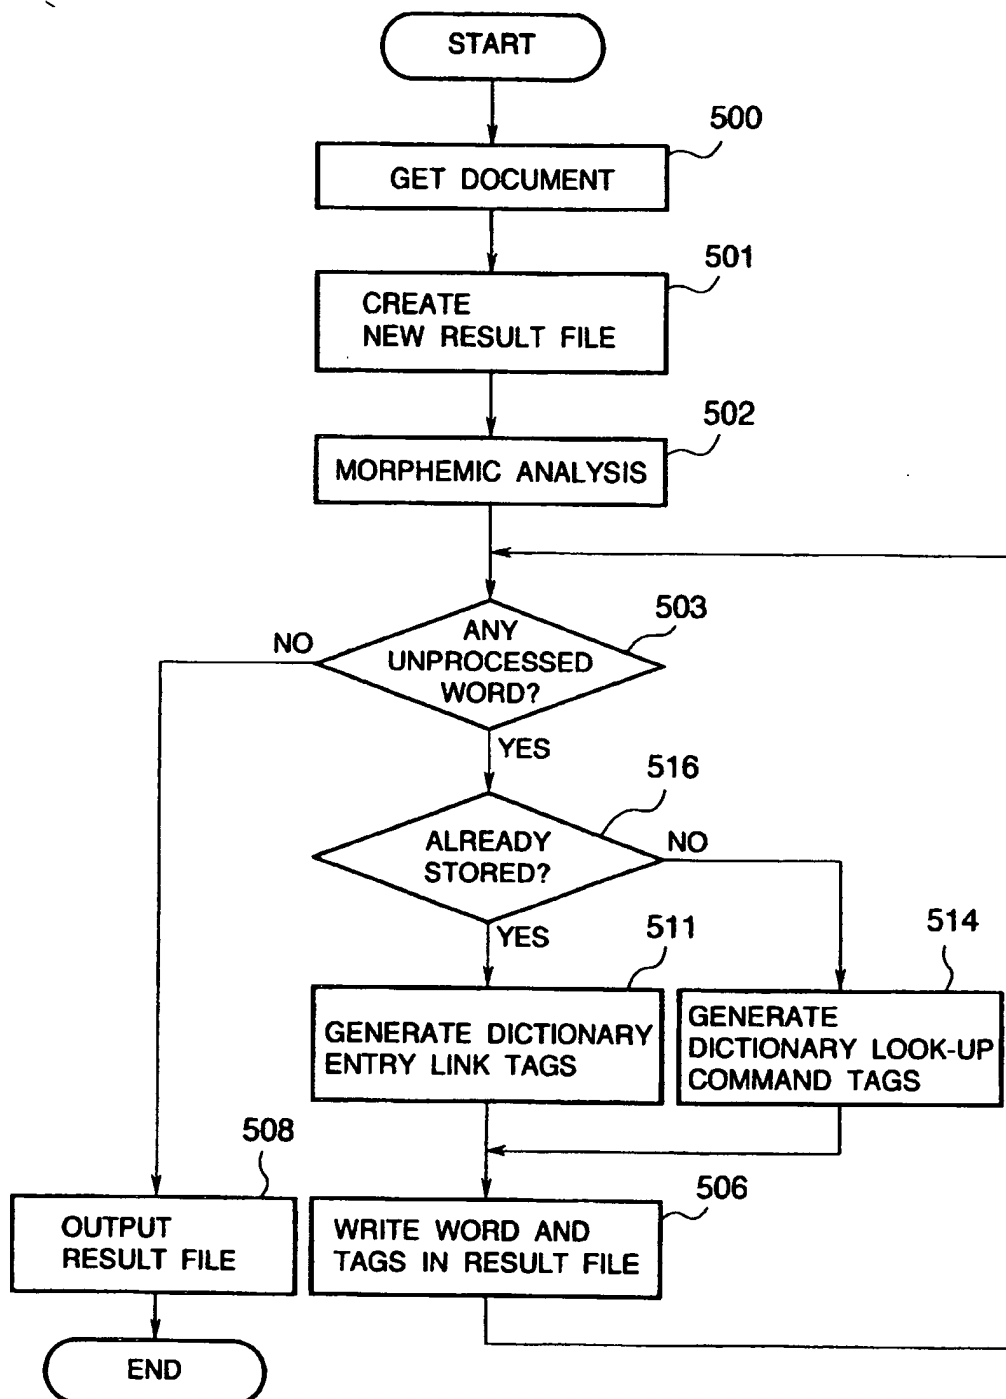 START
500
GET DOCUMENT
501
CREATE
NEW RESULT FILE
502
MORPHEMIC ANALYSIS
503
NO
ANY
UNPROCESSED
WORD?
YES
516
ALREADY
STORED?
NO
YES
511
514
GENERATE DICTIONARY
ENTRY LINK TAGS
GENERATE
DICTIONARY LOOK-UP
COMMAND TAGS
508
506
OUTPUT
RESULT FILE
WRITE WORD AND
TAGS IN RESULT FILE
END